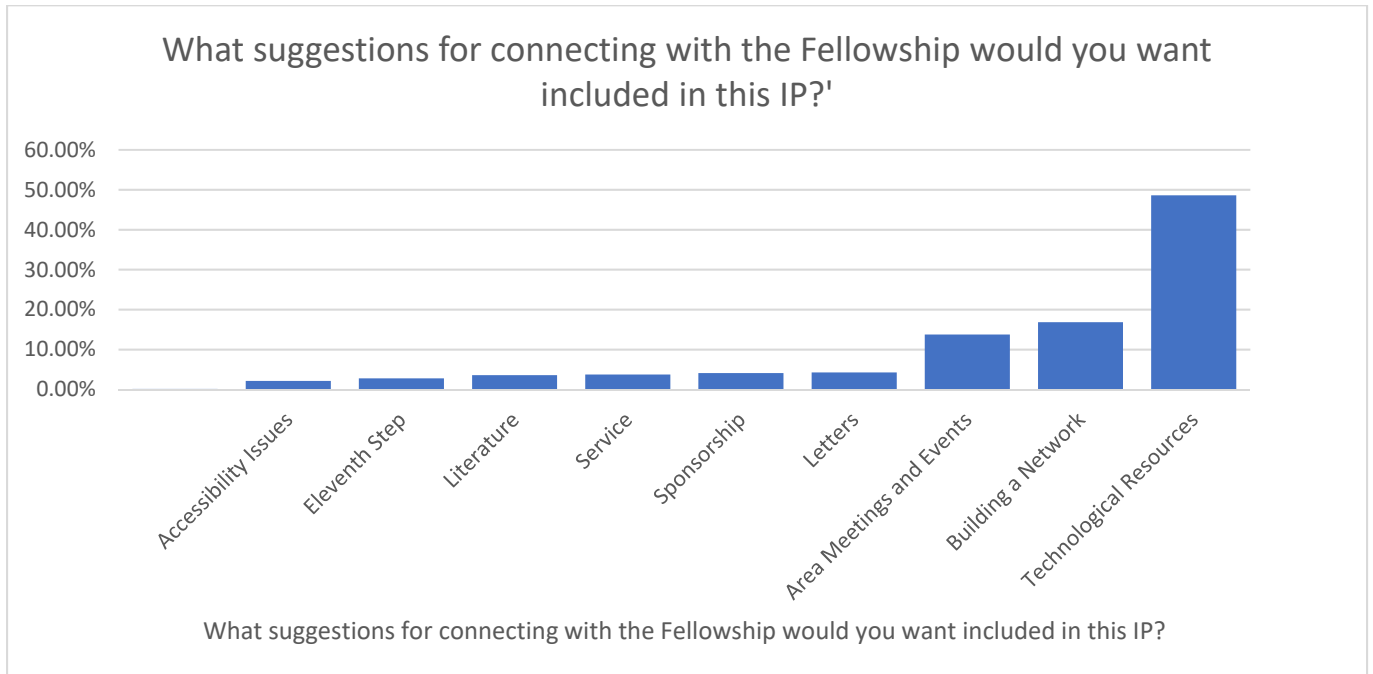 What suggestions for connecting with the Fellowship would you want
included in this IP?'
60.00%
50.00%
40.00%
30.00%
20.00%
10.00%
0.00%
Accessibility Issues
Eleventh Step
Literature
Service
Sponsorship
Letters
Area Meetings and Events
Building a Network
Technological Resources
What suggestions for connecting with the Fellowship would you want included in this IP?